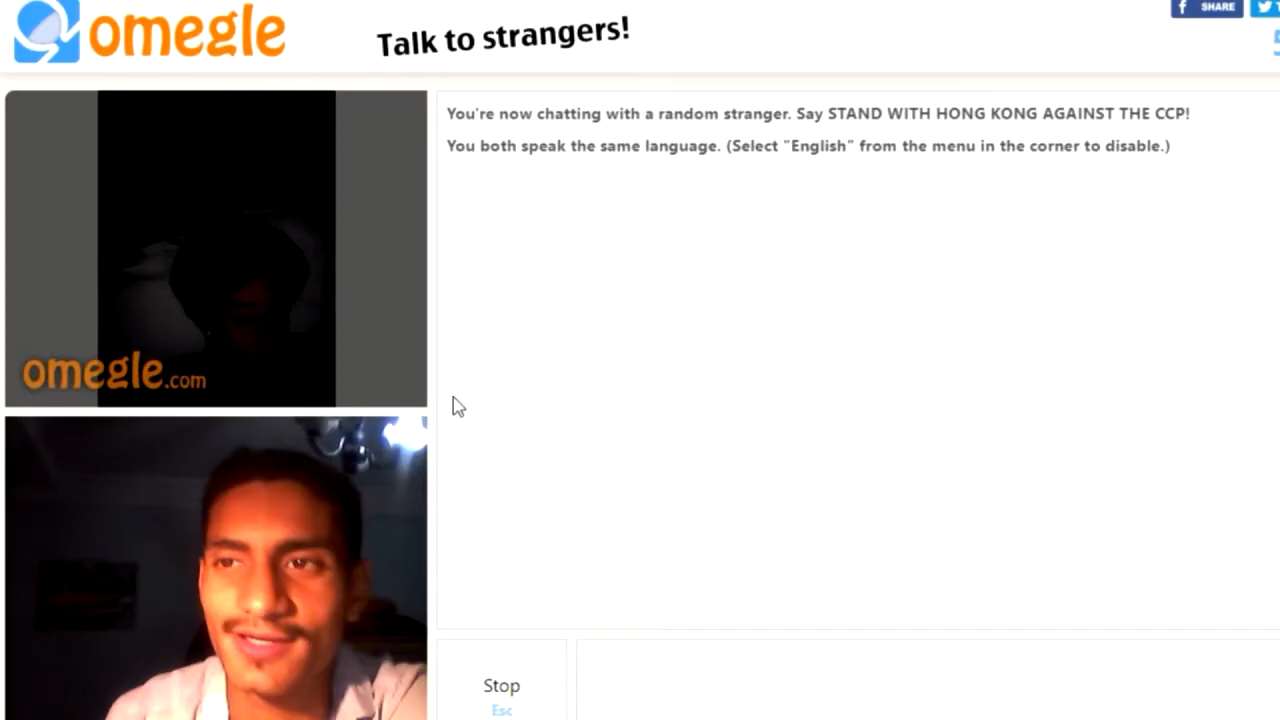 omegle
Talk to strangers!
f SHARE
You're now chatting with a random stranger. Say STAND WITH HONG KONG AGAINST THE CCP!
You both speak the same language. (Select "English" from the menu in the corner to disable.)
omegle.com
Stop
Esc